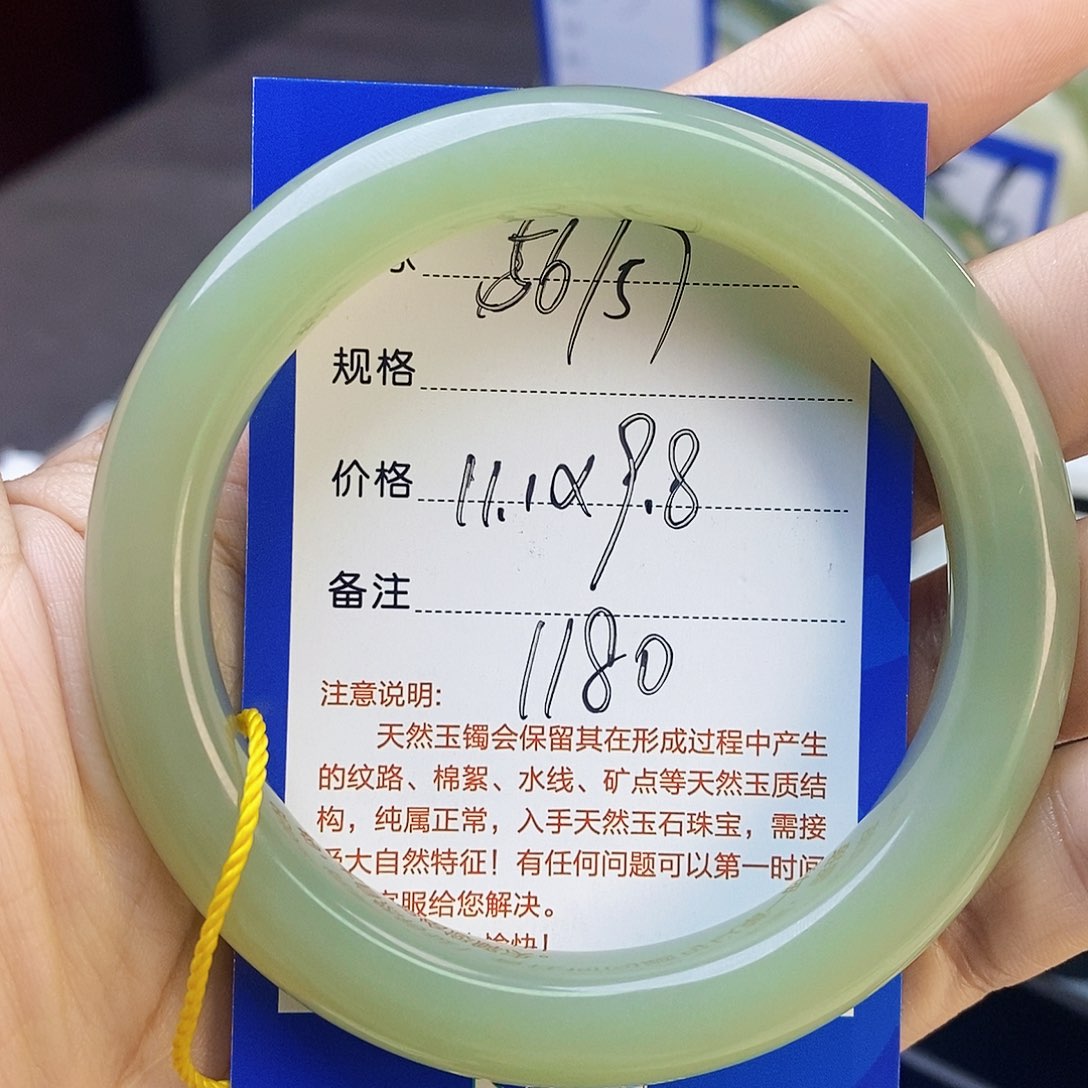 56/57
规格
价格 11.1α9.8
备注
1180
注意说明:
天然玉镯会保留其在形成过程中产生
的纹路、棉絮、水线、矿点等天然玉质结
构，纯属正常，入手天然玉石珠宝，需接
受大自然特征！有任何问题可以第一时间
客服给您解决。
愉快！